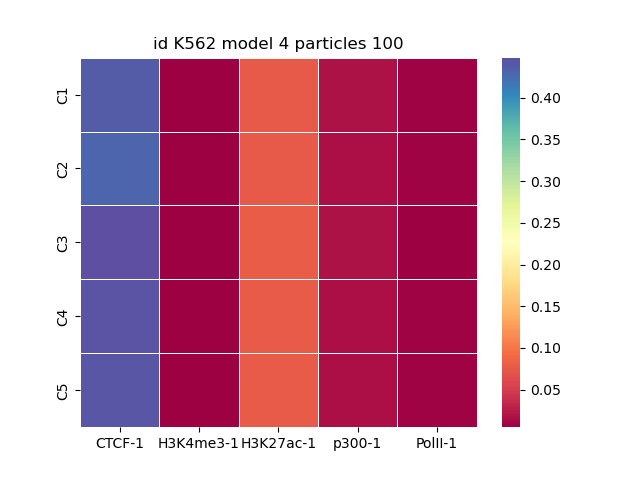 id K562 model 4 particles 100
C1
C2
C3
C4
C5
CTCF-1 H3K4me3-1 H3K27ac-1 p300-1 PolII-1
0.40
0.35
0.30
0.25
0.20
0.15
0.10
0.05